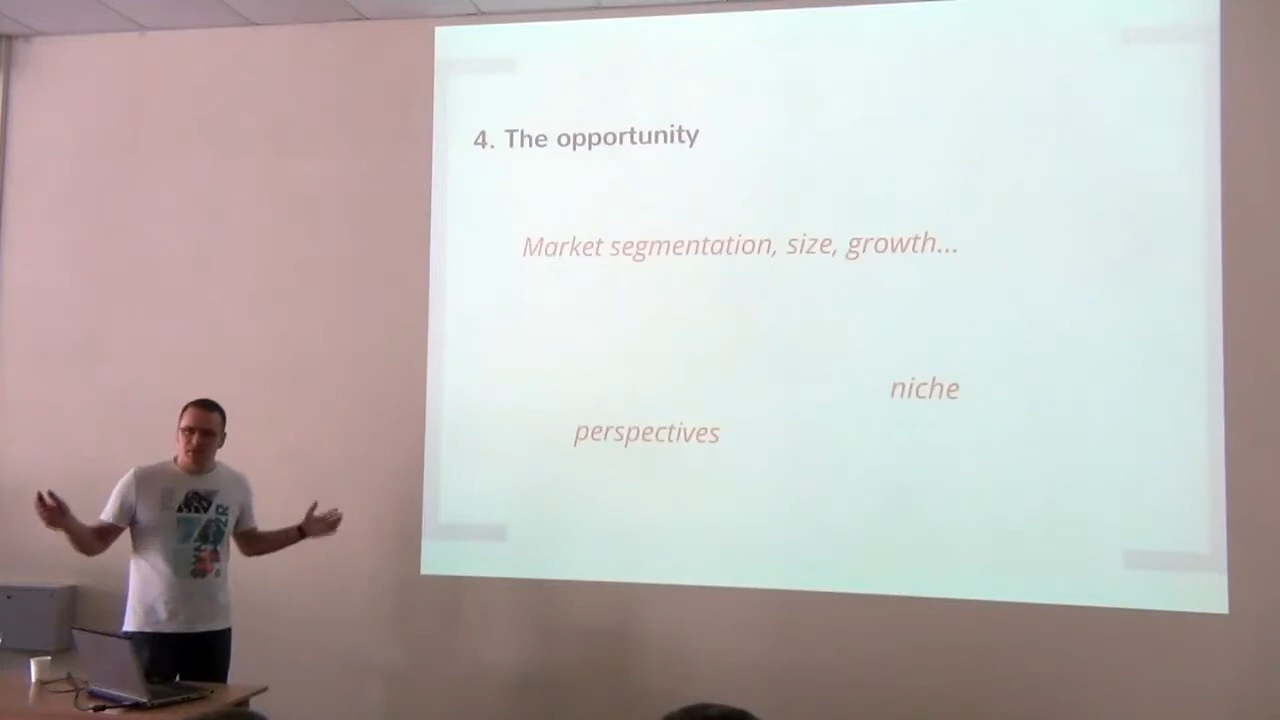 4. The opportunity
Market segmentation, size, growth...
niche
perspectives